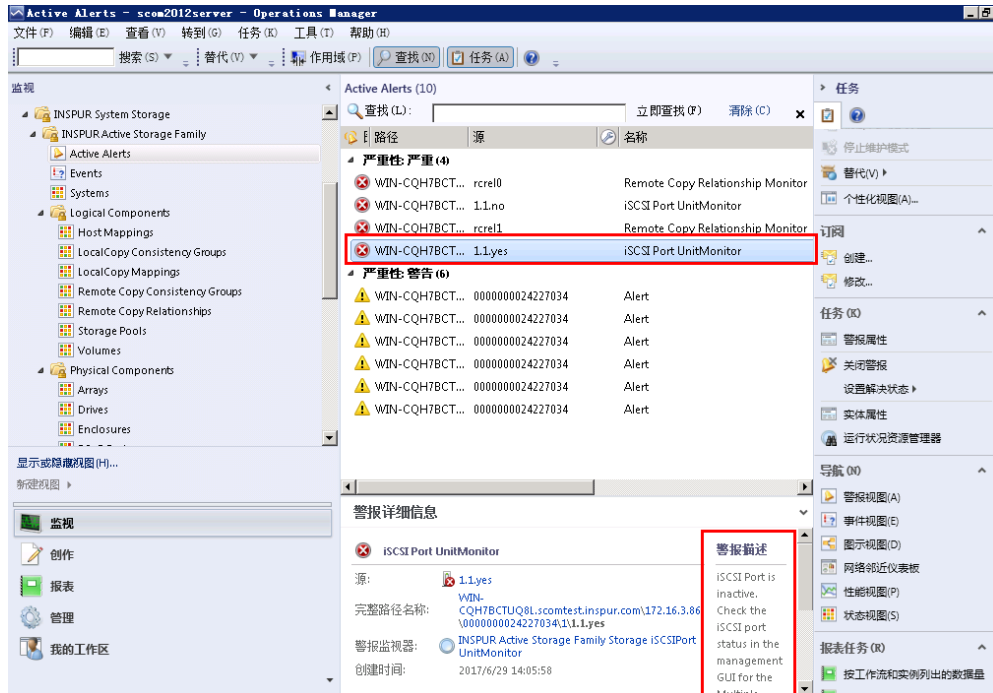 Active Alerts - scom2012server - Operations Manager
文件(F) 编辑(E) 查看(V) 转到(G) 任务(K) 工具(T) 帮助(H)
搜索(S) 替代(V) 作用域(P) 查找(N) 任务(A)
监视
INSPUR System Storage
INSPUR Active Storage Family
Active Alerts
Events
Systems
Logical Components
Host Mappings
LocalCopy Consistency Groups
LocalCopy Mappings
Remote Copy Consistency Groups
Remote Copy Relationships
Storage Pools
Volumes
Physical Components
Arrays
Drives
Enclosures
显示或隐藏视图(H)...
新建视图
监视
创作
报表
管理
我的工作区
Active Alerts (10)
查找(L): 立即查找(F) 清除(C) x
路径 源 名称
严重性: 严重 (4)
WIN-CQH7BCT... rcrel0 Remote Copy Relationship Monitor
WIN-CQH7BCT... 1.1.no iSCSI Port UnitMonitor
WIN-CQH7BCT... rcrel1 Remote Copy Relationship Monitor
WIN-CQH7BCT... 1.1.yes iSCSI Port UnitMonitor
严重性: 警告 (6)
WIN-CQH7BCT... 0000000024227034 Alert
WIN-CQH7BCT... 0000000024227034 Alert
WIN-CQH7BCT... 0000000024227034 Alert
WIN-CQH7BCT... 0000000024227034 Alert
WIN-CQH7BCT... 0000000024227034 Alert
WIN-CQH7BCT... 0000000024227034 Alert
警报详细信息
iSCSI Port UnitMonitor
源: 1.1.yes
完整路径名称: WIN-
CQH7BCTUQ8L.scomtest.inspur.com\172.16.3.86
\0000000024227034\1\1.1.yes
警报监视器: INSPUR Active Storage Family Storage iSCSIPort
UnitMonitor
创建时间: 2017/6/29 14:05:58
警报描述
iSCSI Port is
inactive.
Check the
iSCSI port
status in the
management
GUI for the
Multiple
任务
停止维护模式
替代(V)
个性化视图(A)...
订阅
创建...
修改...
任务(K)
警报属性
关闭警报
设置解决状态
实体属性
运行状况资源管理器
导航(N)
警报视图(A)
事件视图(E)
图示视图(D)
网络邻近仪表板
性能视图(P)
状态视图(S)
报表任务(R)
按工作流和实例列出的数据量